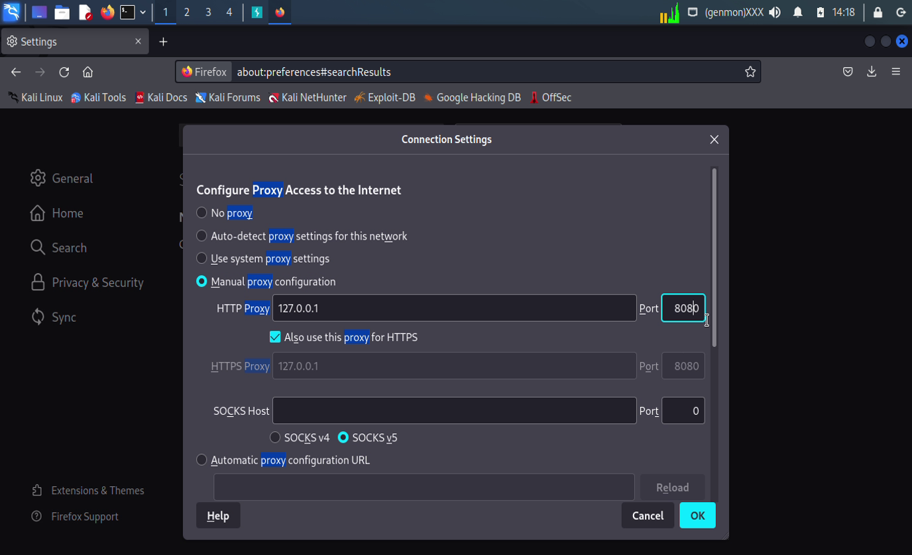 1 2 3 4 (genmon)XXX 14:18
Settings
Firefox about:preferences#searchResults
Kali Linux Kali Tools Kali Docs Kali Forums Kali NetHunter Exploit-DB Google Hacking DB OffSec
Connection Settings
General
Home
Search
Privacy & Security
Sync
Extensions & Themes
Firefox Support
Configure Proxy Access to the Internet
No proxy
Auto-detect proxy settings for this network
Use system proxy settings
Manual proxy configuration
HTTP Proxy 127.0.0.1 Port 8080
Also use this proxy for HTTPS
HTTPS Proxy 127.0.0.1 Port 8080
SOCKS Host Port 0
SOCKS v4 SOCKS v5
Automatic proxy configuration URL
Reload
Help Cancel OK